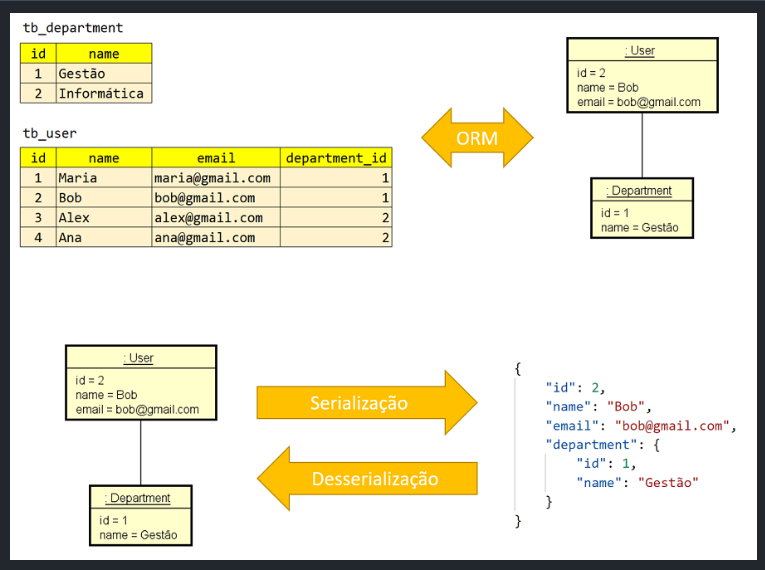 tb_department
id name
1 Gestão
2 Informática
tb_user
id name email department_id
1 Maria maria@gmail.com 1
2 Bob bob@gmail.com 1
3 Alex alex@gmail.com 2
4 Ana ana@gmail.com 2
ORM
: User
id = 2
name = Bob
email = bob@gmail.com
: Department
id = 1
name = Gestão
: User
id = 2
name = Bob
email = bob@gmail.com
: Department
id = 1
name = Gestão
Serialização
Desserialização
{
"id": 2,
"name": "Bob",
"email": "bob@gmail.com",
"department": {
"id": 1,
"name": "Gestão"
}
}